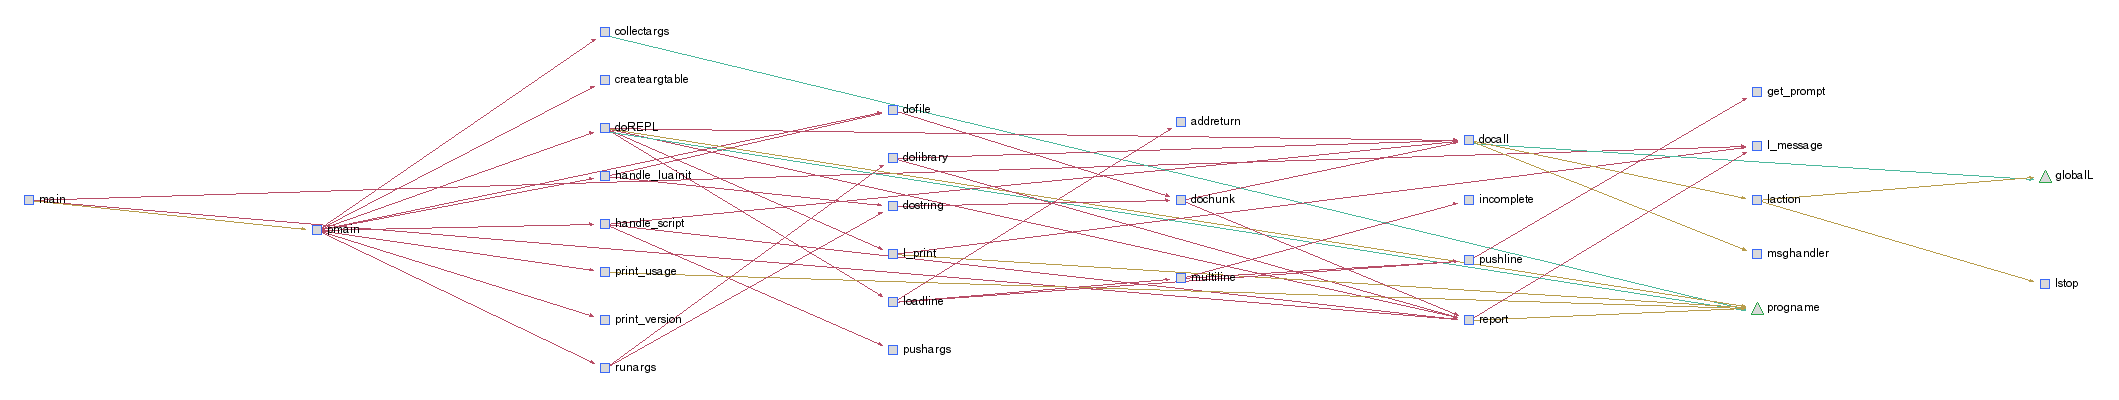 main
pmain
collectargs
createargtable
doREPL
handle_luainit
handle_script
print_usage
print_version
runargs
dofile
dolibrary
dostring
l_print
loadline
pushargs
addreturn
dochunk
multiline
docall
incomplete
pushline
report
get_prompt
l_message
laction
msghandler
progname
globalL
lstop